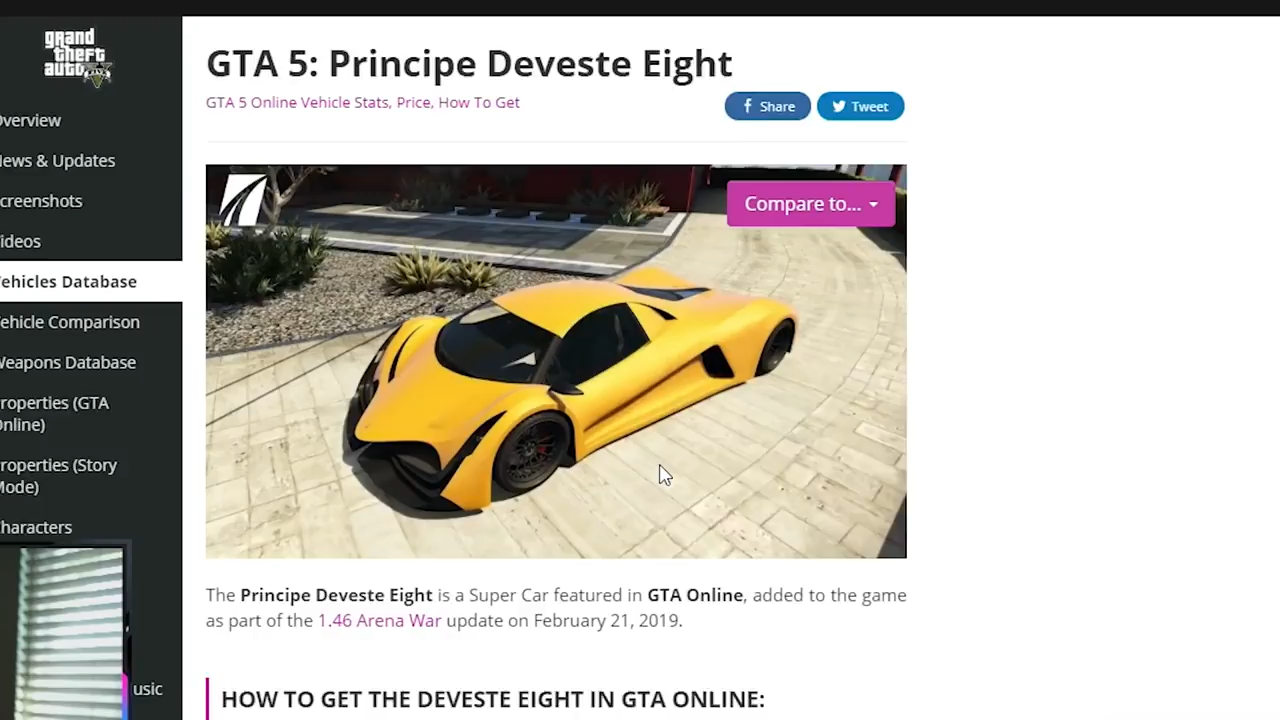 grand
theft
auto
GTA 5: Principe Deveste Eight
GTA 5 Online Vehicle Stats, Price, How To Get
Share
Tweet
verview
ews & Updates
creenshots
ideos
ehicles Database
ehicle Comparison
eapons Database
roperties (GTA
nline)
roperties (Story
ode)
haracters
usic
Compare to...
The Principe Deveste Eight is a Super Car featured in GTA Online, added to the game
as part of the 1.46 Arena War update on February 21, 2019.
HOW TO GET THE DEVESTE EIGHT IN GTA ONLINE: